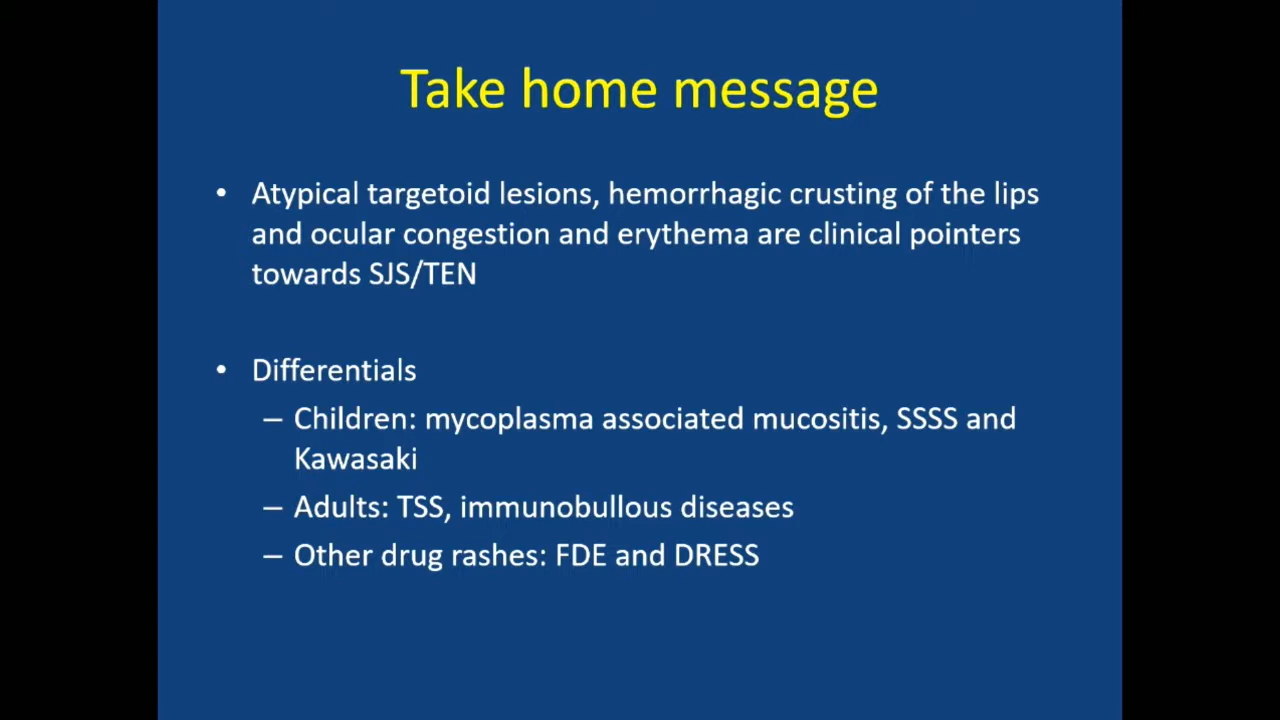 Take home message
• Atypical targetoid lesions, hemorrhagic crusting of the lips
and ocular congestion and erythema are clinical pointers
towards SJS/TEN
• Differentials
– Children: mycoplasma associated mucositis, SSSS and
Kawasaki
– Adults: TSS, immunobullous diseases
– Other drug rashes: FDE and DRESS